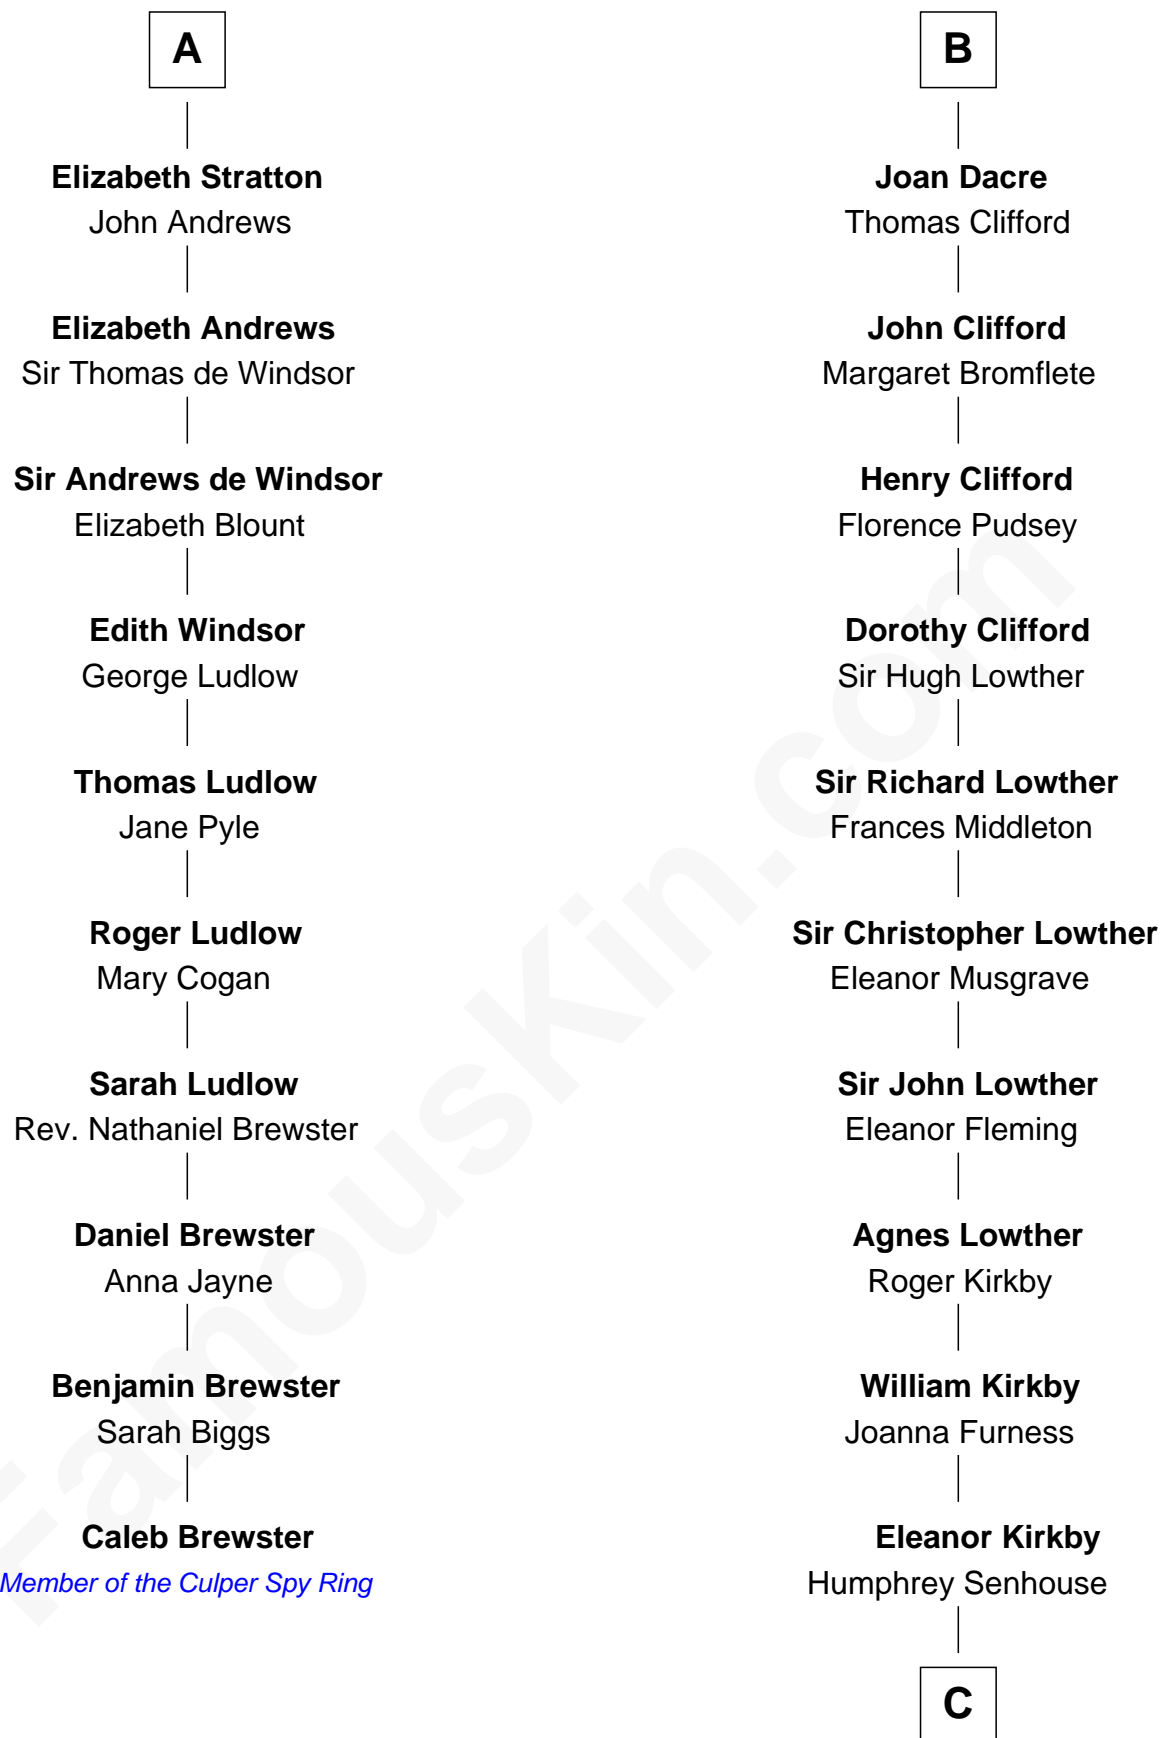 A
Elizabeth Stratton
John Andrews
Elizabeth Andrews
Sir Thomas de Windsor
Sir Andrews de Windsor
Elizabeth Blount
Edith Windsor
George Ludlow
Thomas Ludlow
Jane Pyle
Roger Ludlow
Mary Cogan
Sarah Ludlow
Rev. Nathaniel Brewster
Daniel Brewster
Anna Jayne
Benjamin Brewster
Sarah Biggs
Caleb Brewster
Member of the Culper Spy Ring
B
Joan Dacre
Thomas Clifford
John Clifford
Margaret Bromflete
Henry Clifford
Florence Pudsey
Dorothy Clifford
Sir Hugh Lowther
Sir Richard Lowther
Frances Middleton
Sir Christopher Lowther
Eleanor Musgrave
Sir John Lowther
Eleanor Fleming
Agnes Lowther
Roger Kirkby
William Kirkby
Joanna Furness
Eleanor Kirkby
Humphrey Senhouse
C
FamousKin.com